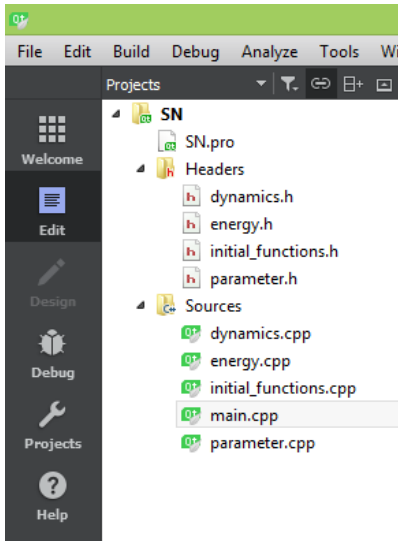 File Edit Build Debug Analyze Tools
Projects
SN
SN.pro
Headers
dynamics.h
energy.h
initial_functions.h
parameter.h
Sources
dynamics.cpp
energy.cpp
initial_functions.cpp
main.cpp
parameter.cpp
Welcome
Edit
Design
Debug
Projects
Help